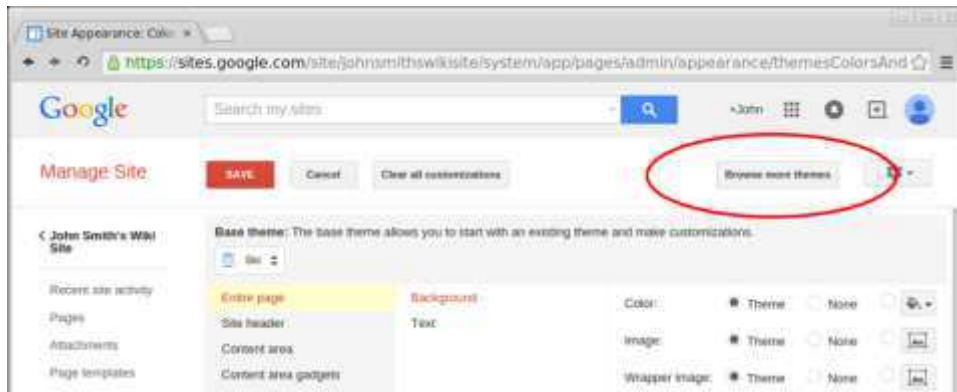 Site Appearance: Colo
https://sites.google.com/site/johnsmithswikisite/system/app/pages/admin/appearance/themesColorsAnd
Google
Search my sites
+John
Manage Site
SAVE
Cancel
Clear all customizations
Browse more themes
‹ John Smith's Wiki Site
Recent site activity
Pages
Attachments
Page templates
Base theme: The base theme allows you to start with an existing theme and make customizations.
Ski
Entire page
Site header
Content area
Content area gadgets
Background
Text
Color: Theme None
Image: Theme None
Wrapper image: Theme None